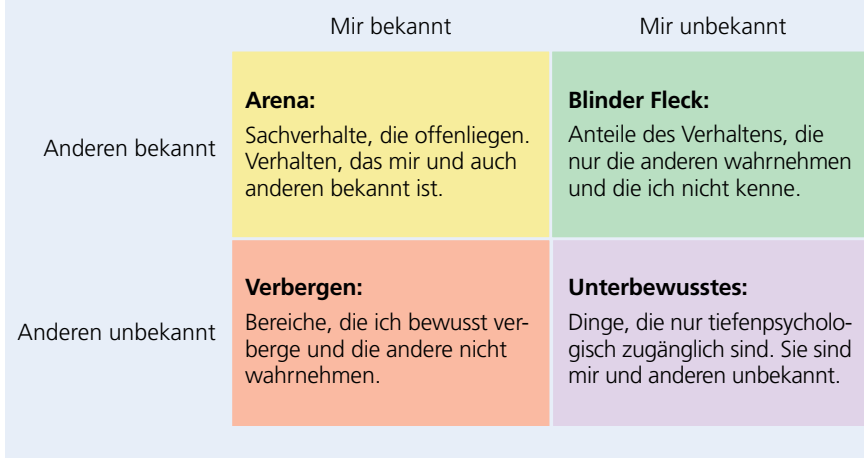 Mir bekannt
Mir unbekannt
Anderen bekannt
Arena:
Sachverhalte, die offenliegen.
Verhalten, das mir und auch
anderen bekannt ist.
Blinder Fleck:
Anteile des Verhaltens, die
nur die anderen wahrnehmen
und die ich nicht kenne.
Anderen unbekannt
Verbergen:
Bereiche, die ich bewusst ver-
berge und die andere nicht
wahrnehmen.
Unterbewusstes:
Dinge, die nur tiefenpsycholo-
gisch zugänglich sind. Sie sind
mir und anderen unbekannt.